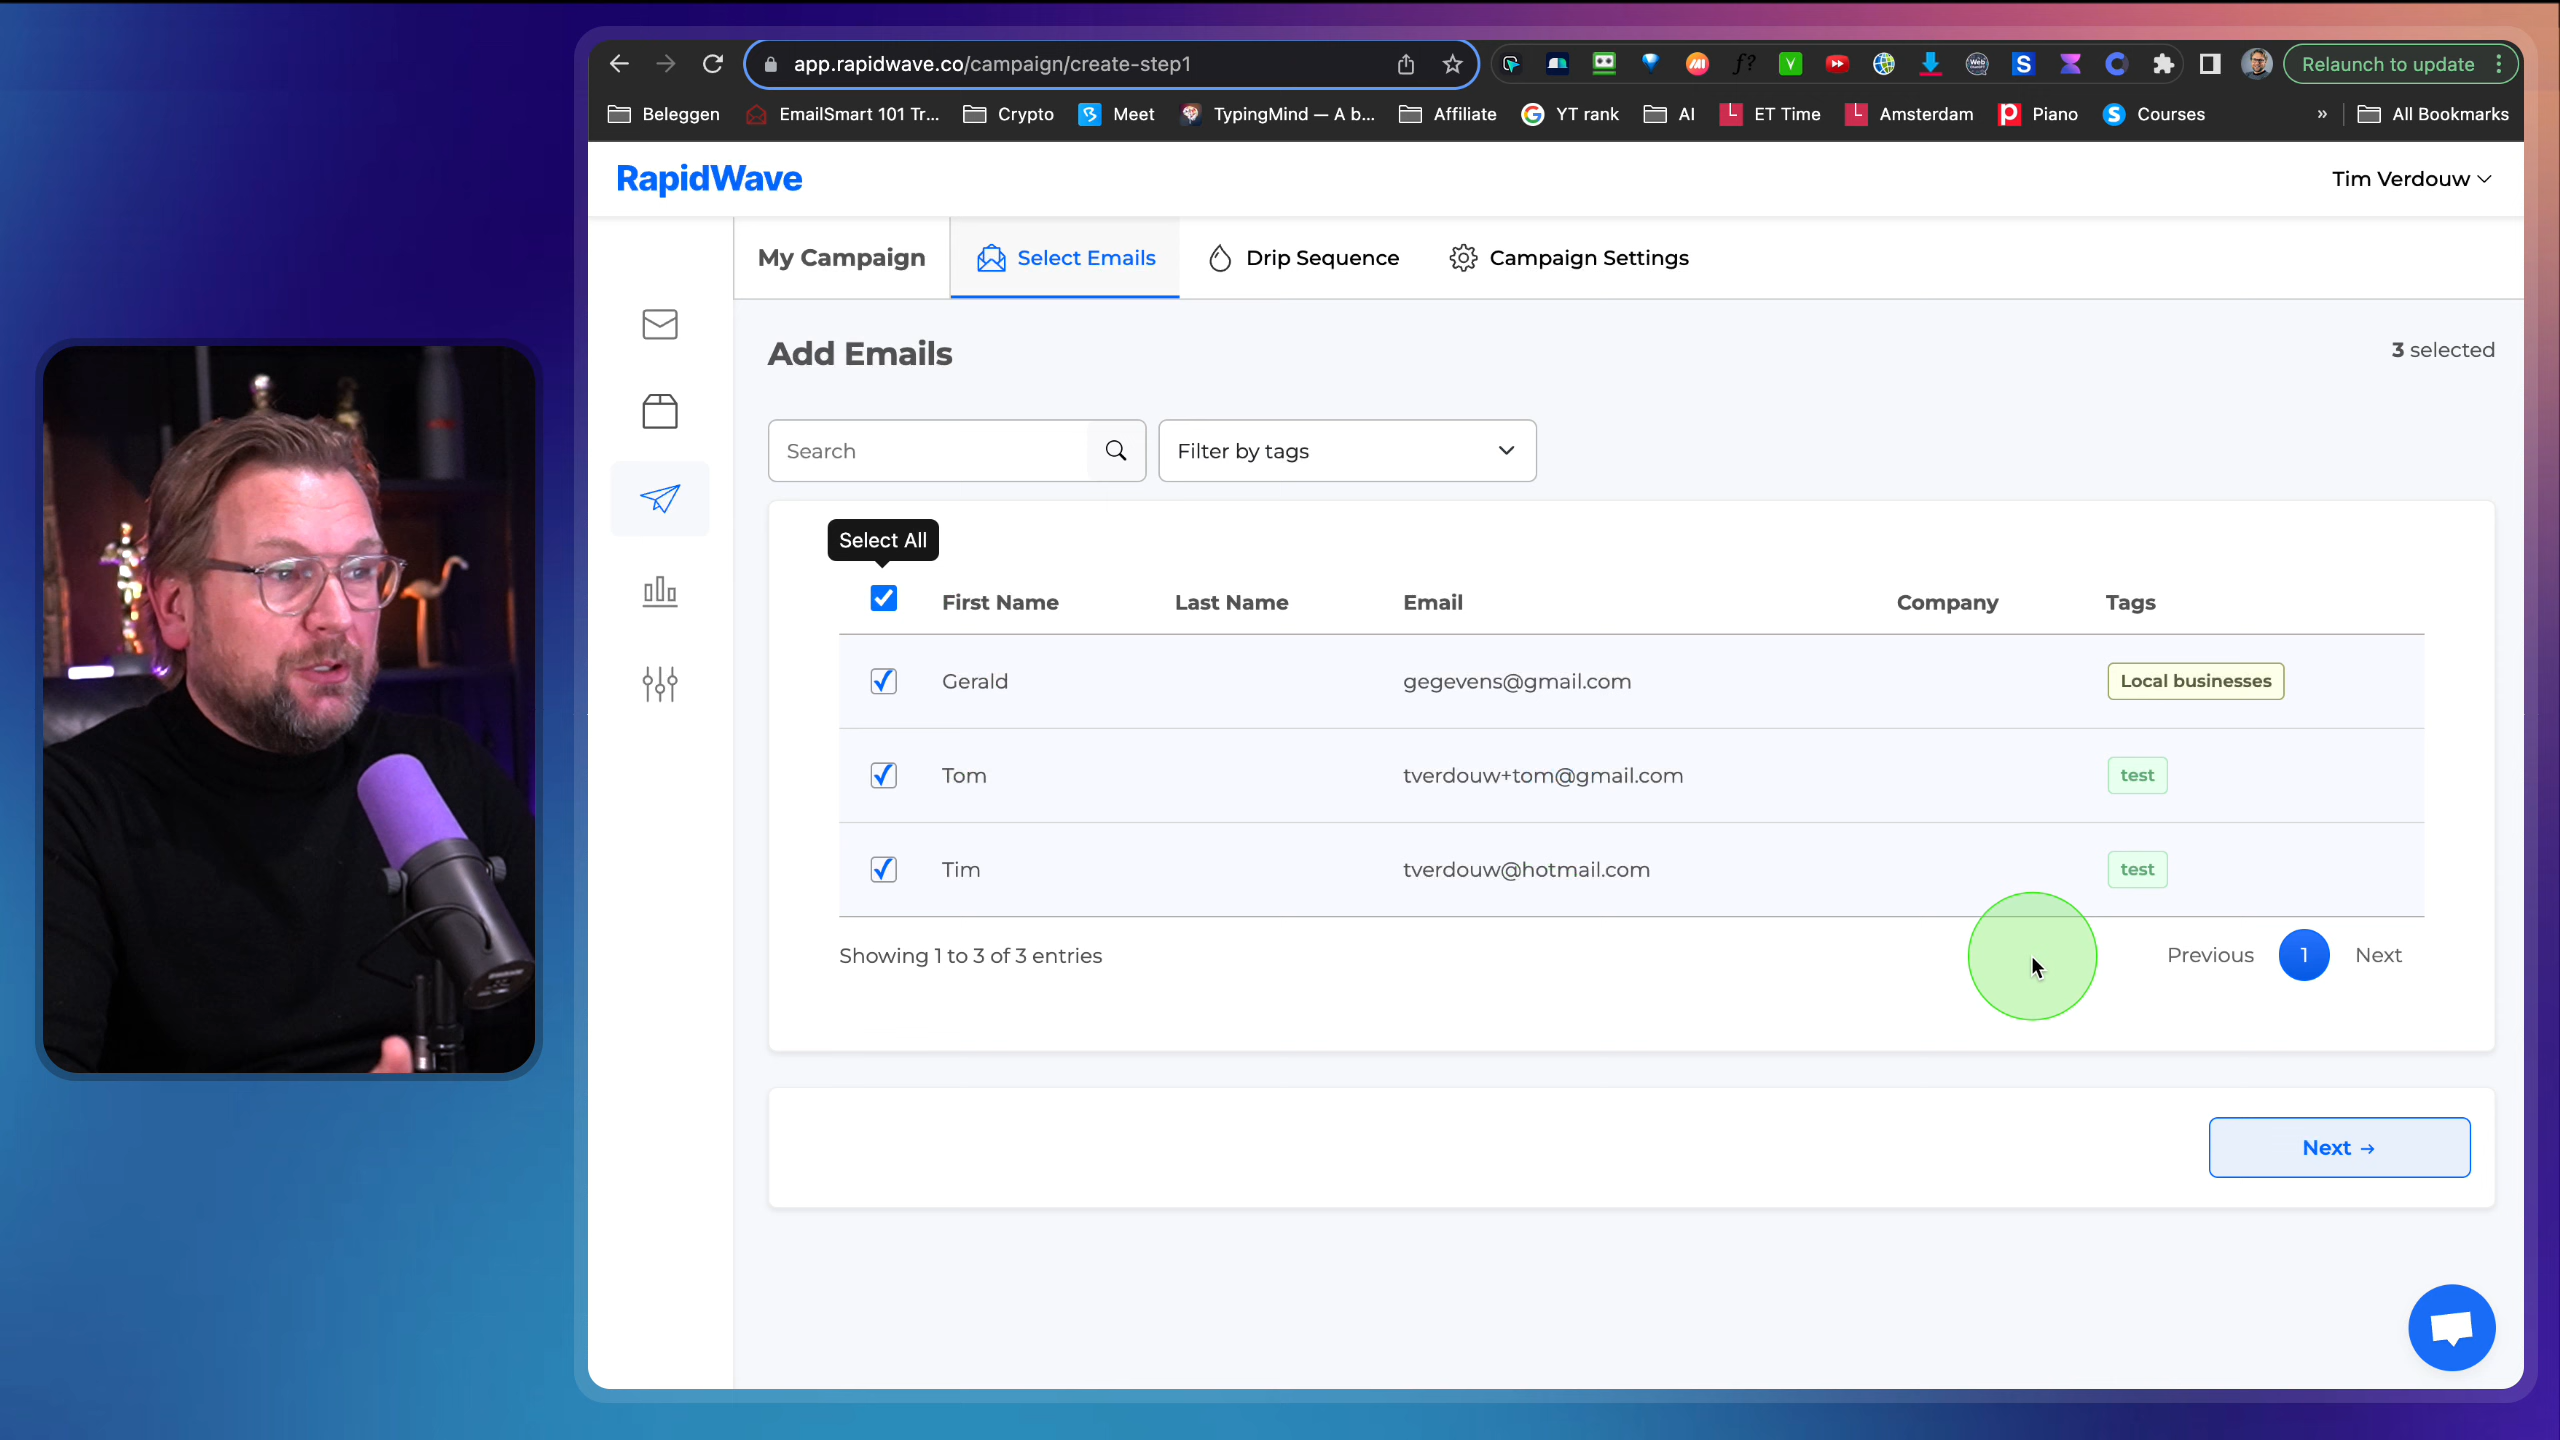 app.rapidwave.co/campaign/create-step1
Relaunch to update
Beleggen
EmailSmart 101 Tr...
Crypto
Meet
TypingMind — A b...
Affiliate
YT rank
AI
ET Time
Amsterdam
Piano
Courses
» All Bookmarks
RapidWave
Tim Verdouw
My Campaign
Select Emails
Drip Sequence
Campaign Settings
Add Emails
3 selected
Search
Filter by tags
Select All
First Name Last Name Email Company Tags
Gerald gegevens@gmail.com Local businesses
Tom tverdouw+tom@gmail.com test
Tim tverdouw@hotmail.com test
Showing 1 to 3 of 3 entries
Previous 1 Next
Next →